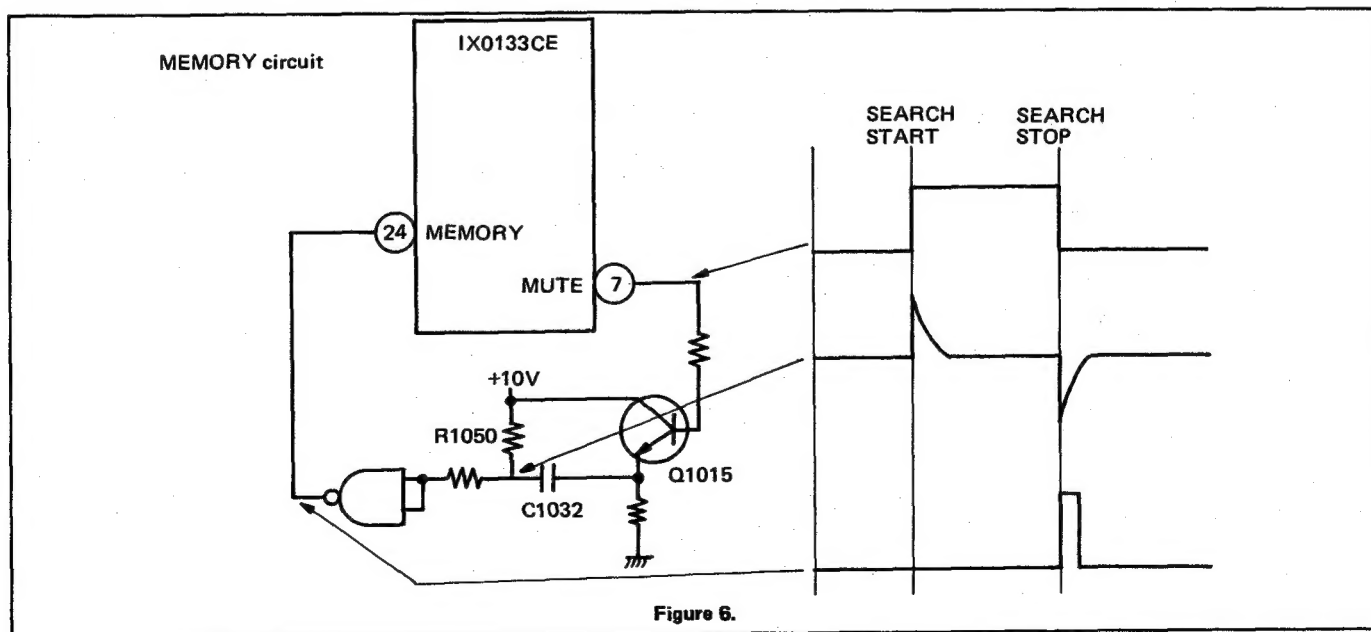 IX0133CE
MEMORY circuit
SEARCH START
SEARCH STOP
24 MEMORY
MUTE 7
+10V
R1050
Q1015
C1032
Figure 6.